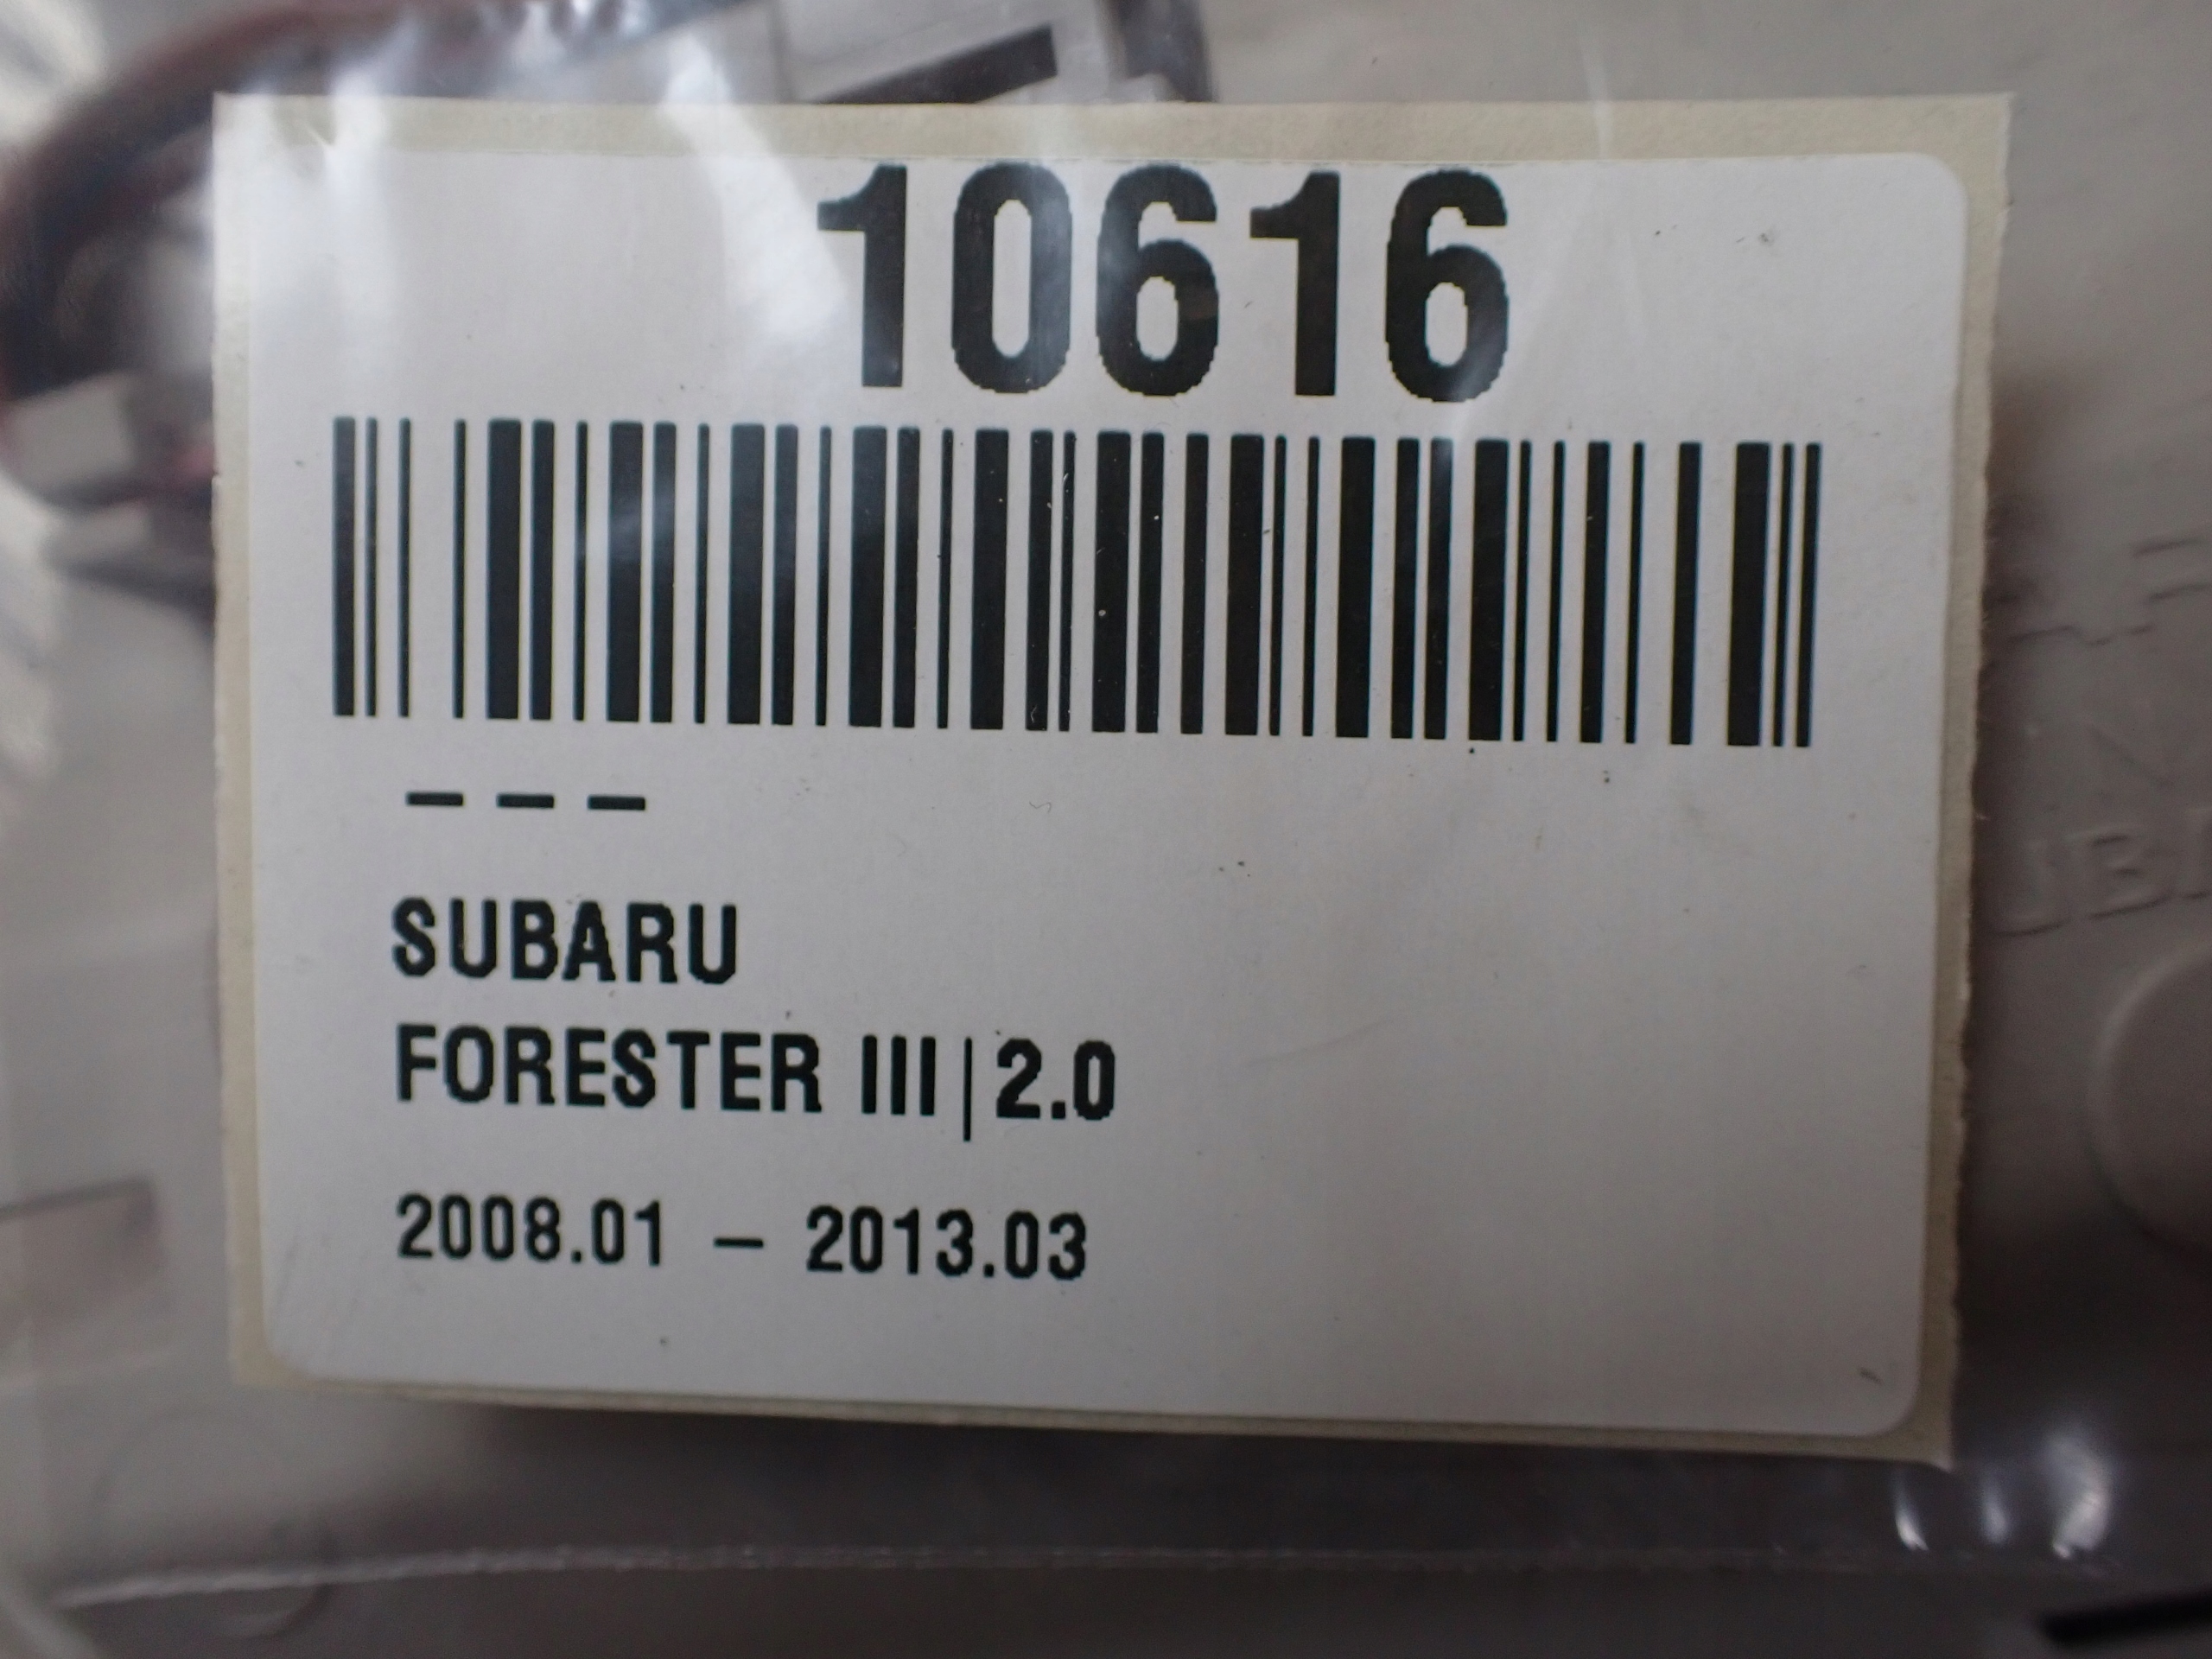 10616
– – –
SUBARU
FORESTER III|2.0
2008.01 – 2013.03